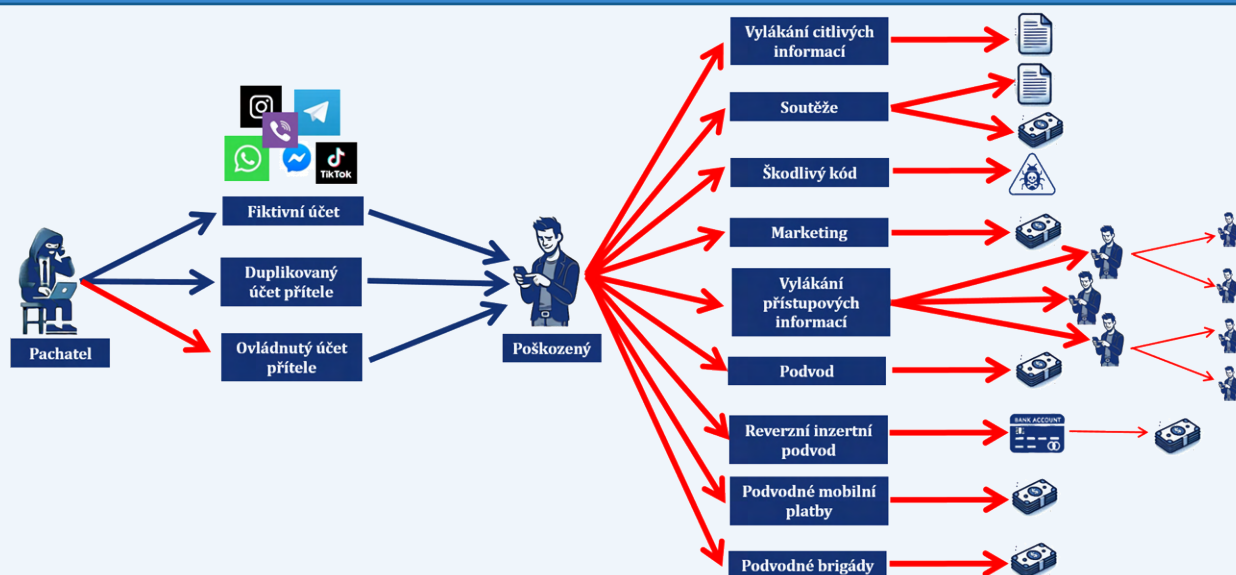 TikTok
Fiktivní účet
Duplikovaný
účet přítele
Ovládnutý účet
přítele
Pachatel
Poškozený
Vylákání citlivých
informací
Soutěže
Škodlivý kód
Marketing
Vylákání
přístupových
informací
Podvod
Reverzní inzertní
podvod
BANK ACCOUNT
Podvodné mobilní
platby
Podvodné brigády